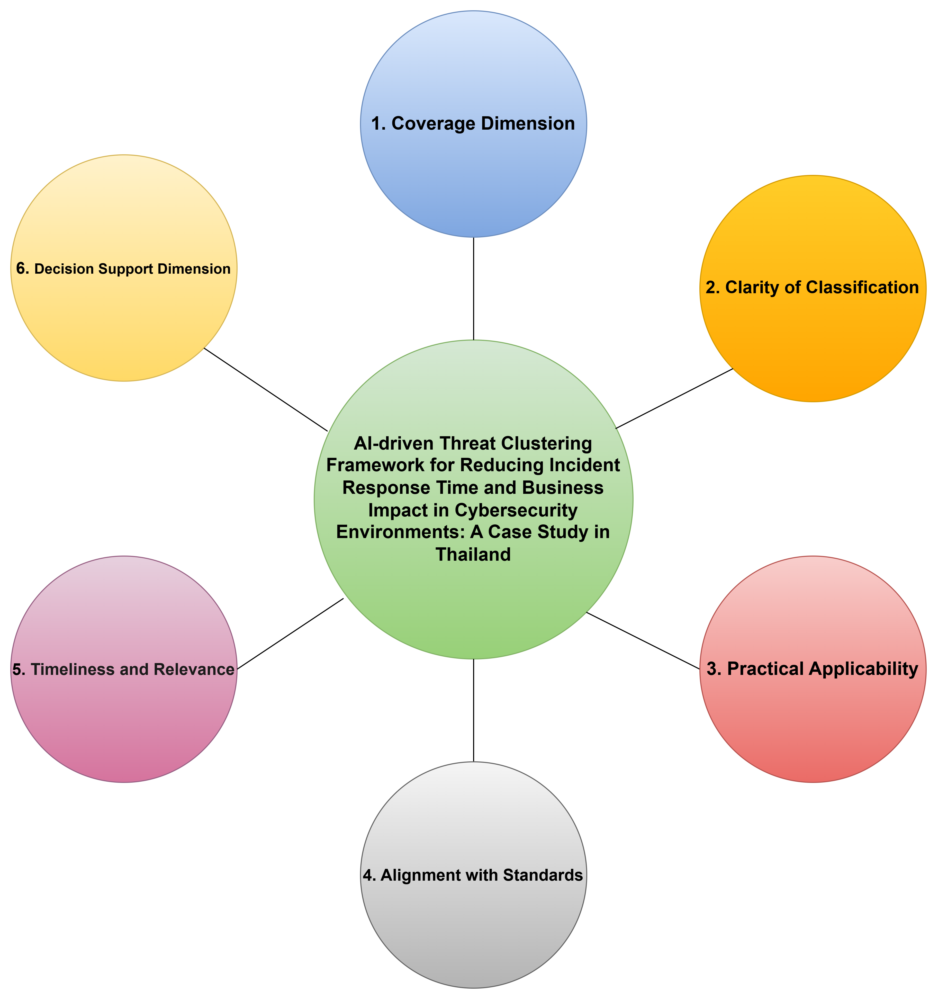 1. Coverage Dimension
6. Decision Support Dimension
2. Clarity of Classification
AI-driven Threat Clustering
Framework for Reducing Incident
Response Time and Business
Impact in Cybersecurity
Environments: A Case Study in
Thailand
5. Timeliness and Relevance
3. Practical Applicability
4. Alignment with Standards